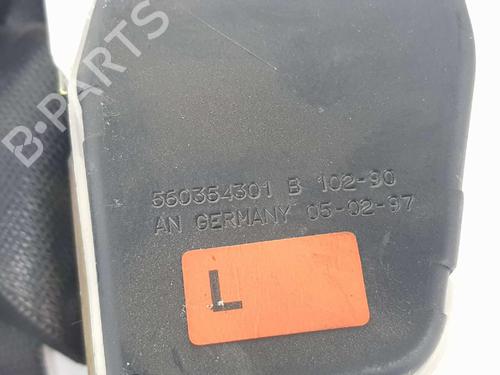 B-PARTS
560354301 B 102-90
AN GERMANY 05-02-97
L